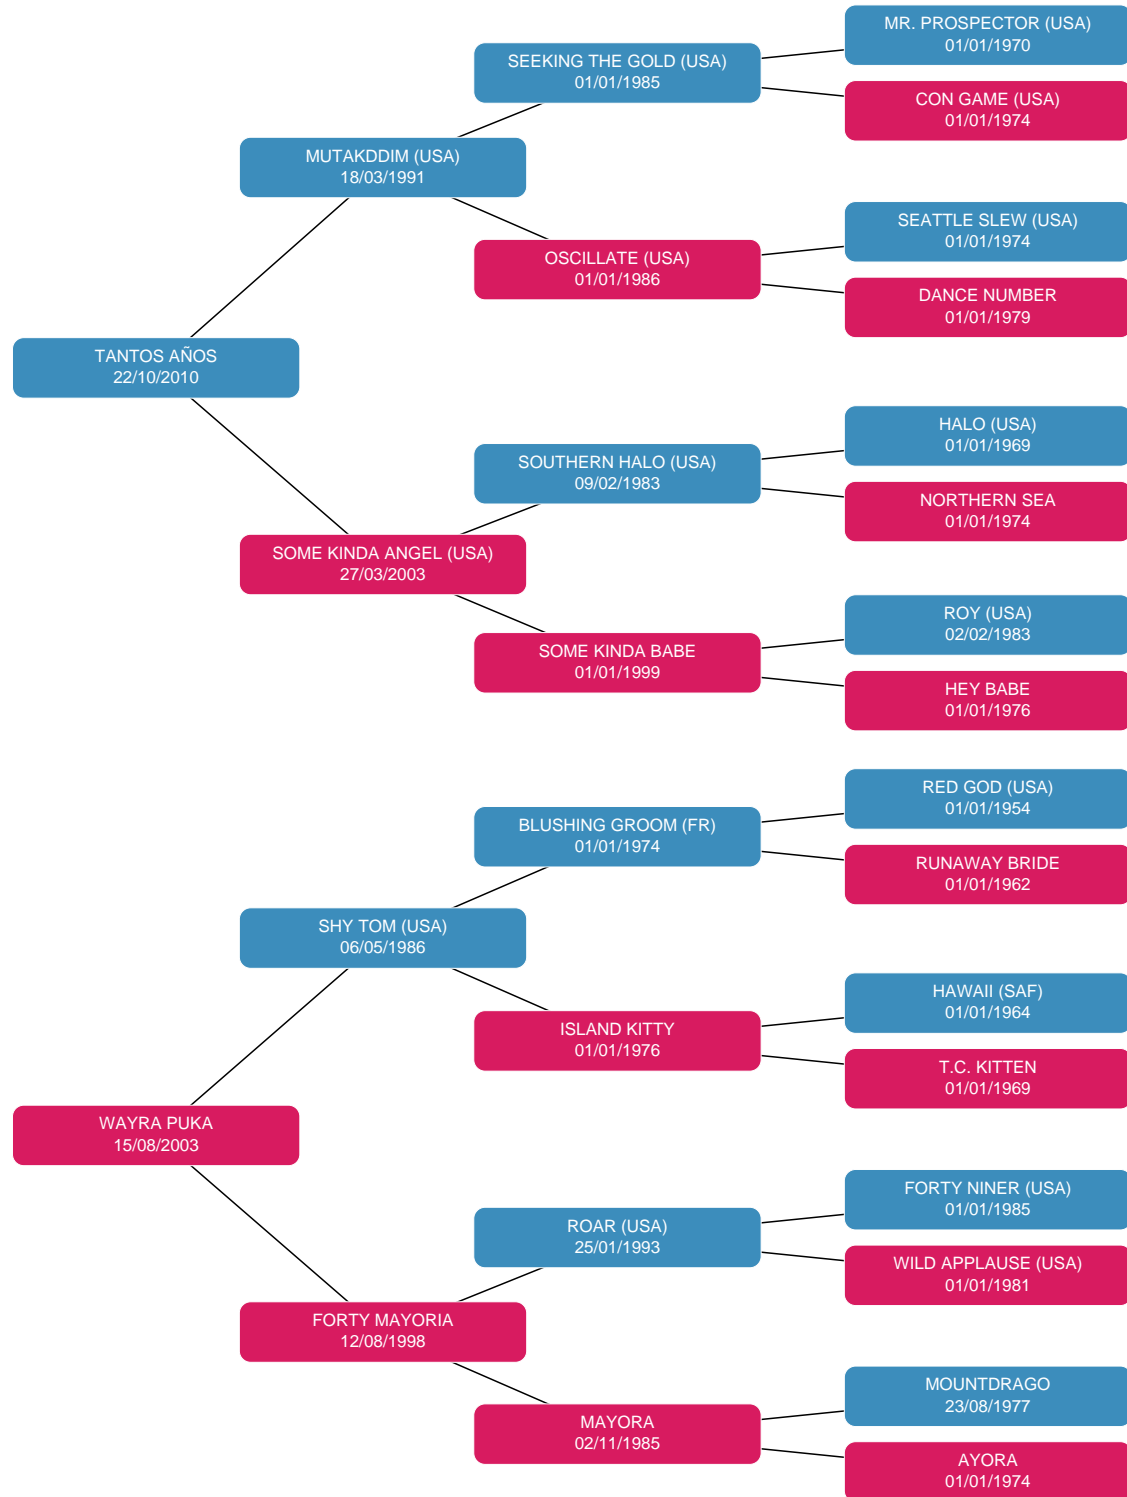 MR. PROSPECTOR (USA)
01/01/1970
SEEKING THE GOLD (USA)
01/01/1985
CON GAME (USA)
01/01/1974
MUTAKDDIM (USA)
18/03/1991
SEATTLE SLEW (USA)
01/01/1974
OSCILLATE (USA)
01/01/1986
DANCE NUMBER
01/01/1979
TANTOS AÑOS
22/10/2010
HALO (USA)
01/01/1969
SOUTHERN HALO (USA)
09/02/1983
NORTHERN SEA
01/01/1974
SOME KINDA ANGEL (USA)
27/03/2003
ROY (USA)
02/02/1983
SOME KINDA BABE
01/01/1999
HEY BABE
01/01/1976
RED GOD (USA)
01/01/1954
BLUSHING GROOM (FR)
01/01/1974
RUNAWAY BRIDE
01/01/1962
SHY TOM (USA)
06/05/1986
HAWAII (SAF)
01/01/1964
ISLAND KITTY
01/01/1976
T.C. KITTEN
01/01/1969
WAYRA PUKA
15/08/2003
FORTY NINER (USA)
01/01/1985
ROAR (USA)
25/01/1993
WILD APPLAUSE (USA)
01/01/1981
FORTY MAYORIA
12/08/1998
MOUNTDRAGO
23/08/1977
MAYORA
02/11/1985
AYORA
01/01/1974